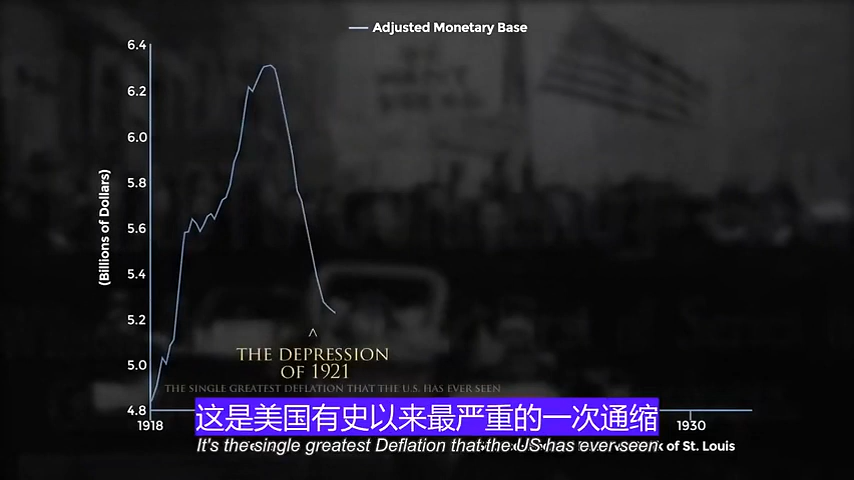 Adjusted Monetary Base
6.4
6.2
6.0
5.8
5.6
5.4
5.2
5.0
4.8
(Billions of Dollars)
^
THE DEPRESSION
OF 1921
THE SINGLE GREATEST DEFLATION THAT THE U.S. HAS EVER SEEN
1918
1930
这是美国有史以来最严重的一次通缩
It's the single greatest Deflation that the US has ever seen
of St. Louis